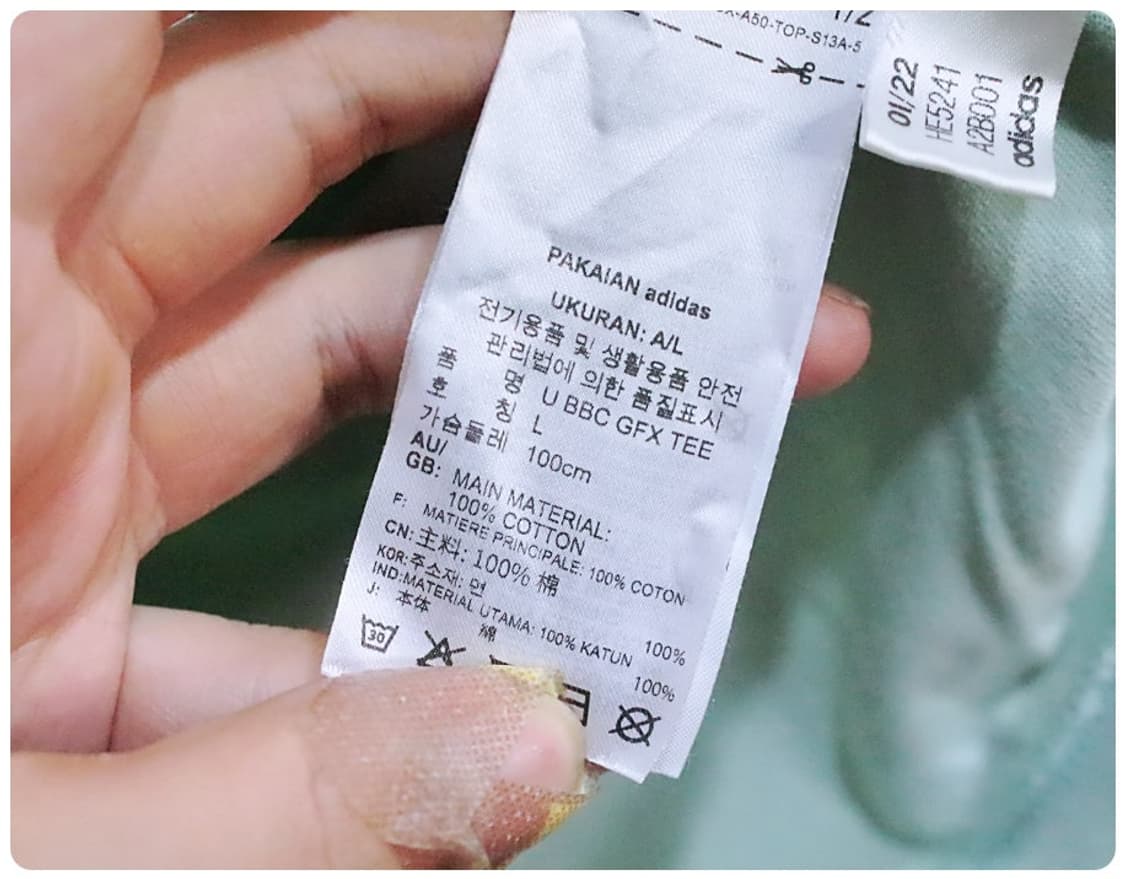 1/2
X-A50-TOP-S13A-5
01/22
HE5241
A2B001
adidas
PAKAIAN adidas
UKURAN: A/L
전기용품 및 생활용품 안전
관리법에 의한 품질표시
품 명 U BBC GFX TEE
호 칭 L
가슴둘레 100cm
AU/
GB: MAIN MATERIAL:
100% COTTON
F: MATIERE PRINCIPALE: 100% COTON
CN: 主料: 100% 棉
KOR: 주소재: 면 100%
IND: MATERIAL UTAMA: 100% KATUN
J: 本体 綿 100%
30